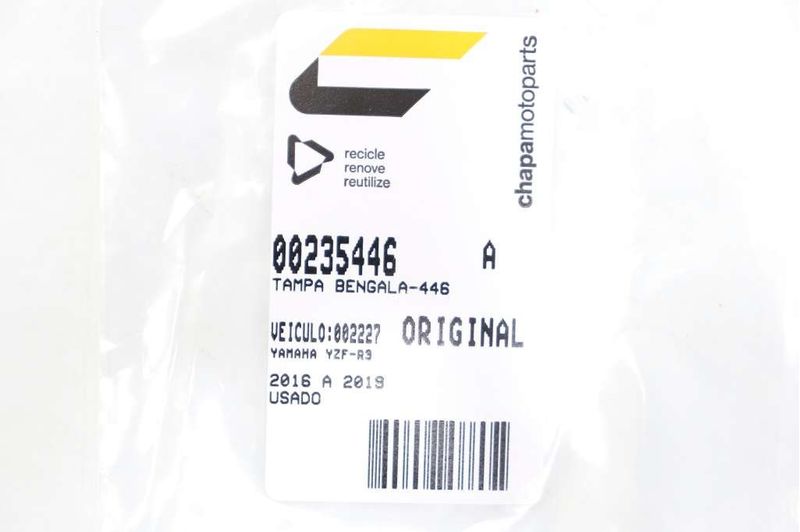 chapamotoparts
recicle
renove
reutilize
00235446 A
TAMPA BENGALA-446
VEICULO:002227 ORIGINAL
YAMAHA YZF-R3
2016 A 2019
USADO